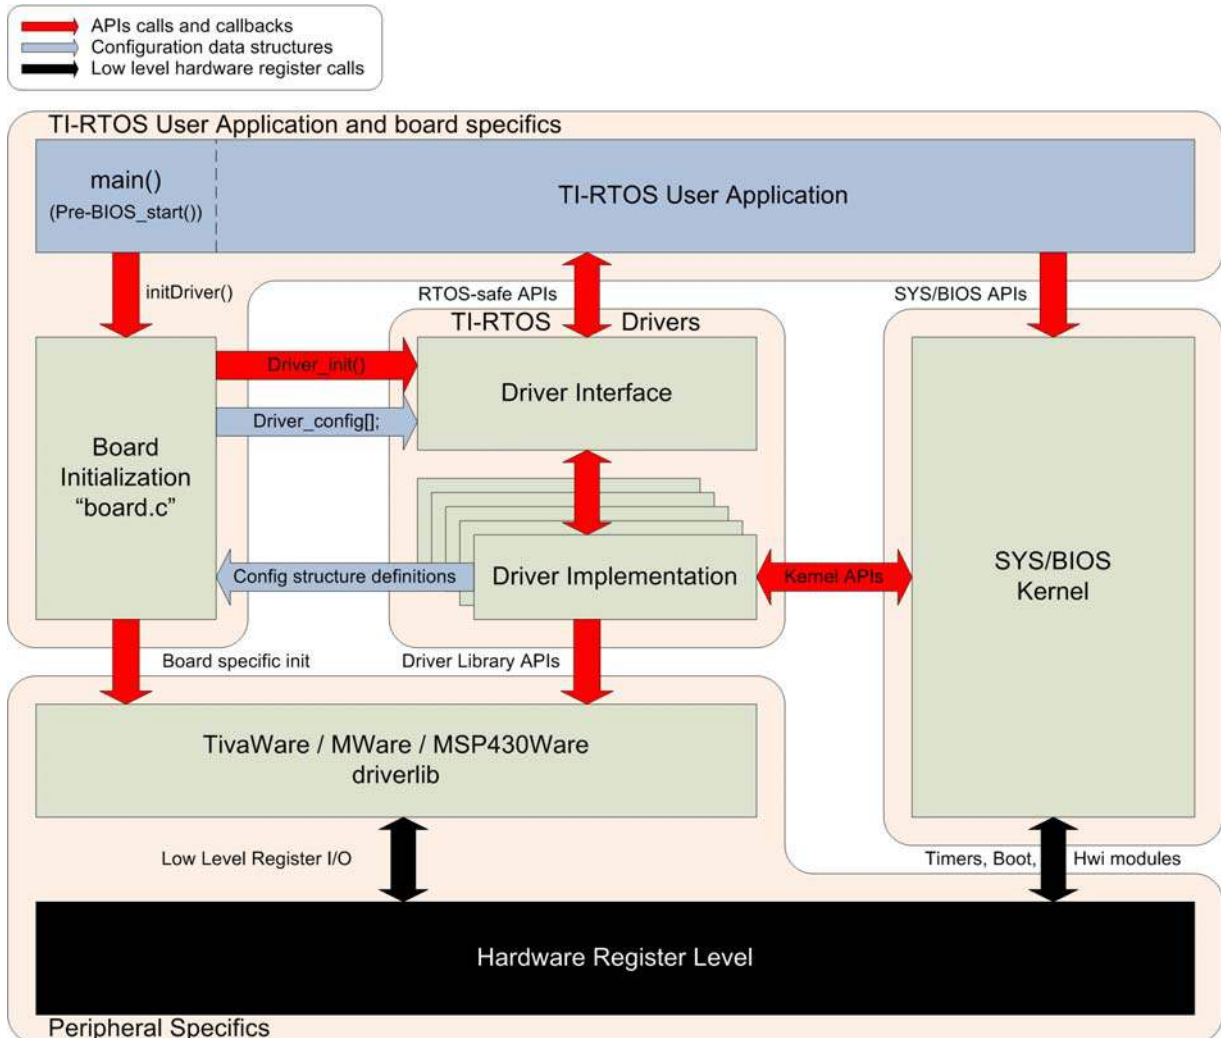 APIs calls and callbacks
Configuration data structures
Low level hardware register calls
TI-RTOS User Application and board specifics
main()
(Pre-BIOS_start())
TI-RTOS User Application
initDriver()
RTOS-safe APIs
SYS/BIOS APIs
TI-RTOS Drivers
Driver_init()
Driver Interface
Driver_config[];
Board
Initialization
“board.c”
Config structure definitions
Driver Implementation
Kernel APIs
SYS/BIOS
Kernel
Board specific init
Driver Library APIs
TivaWare / MWare / MSP430Ware
driverlib
Low Level Register I/O
Timers, Boot, Hwi modules
Hardware Register Level
Peripheral Specifics